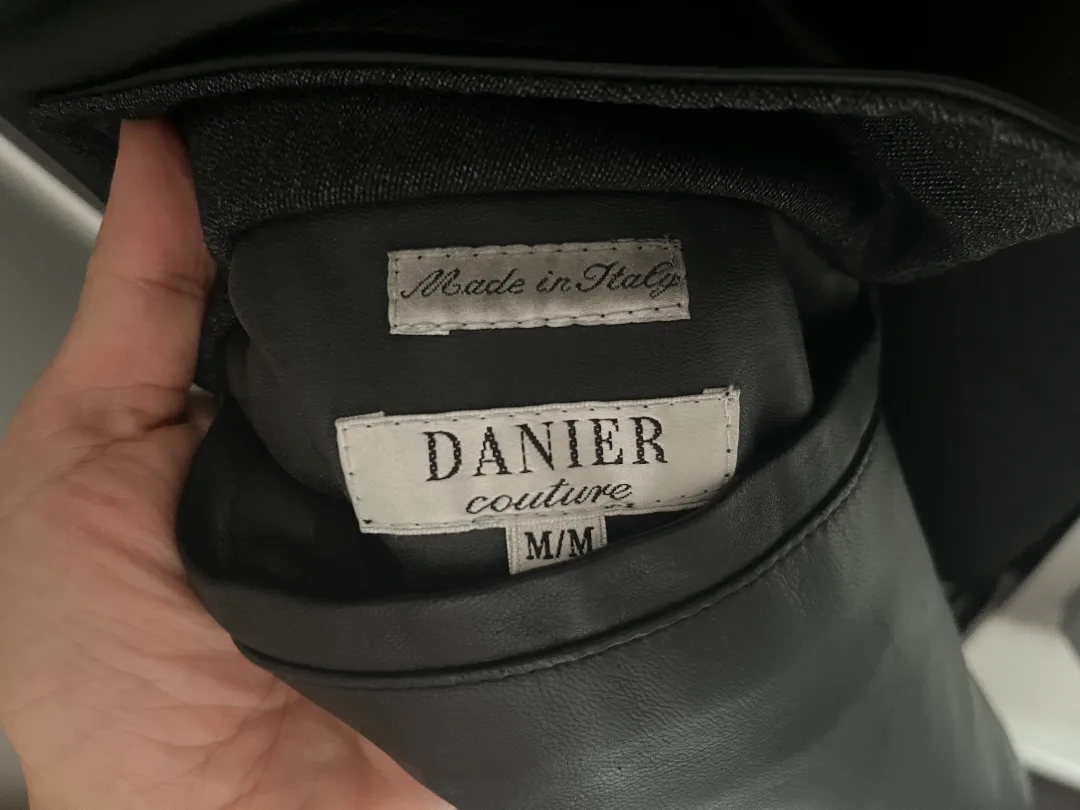 Made in Italy
DANIER
couture
M/M